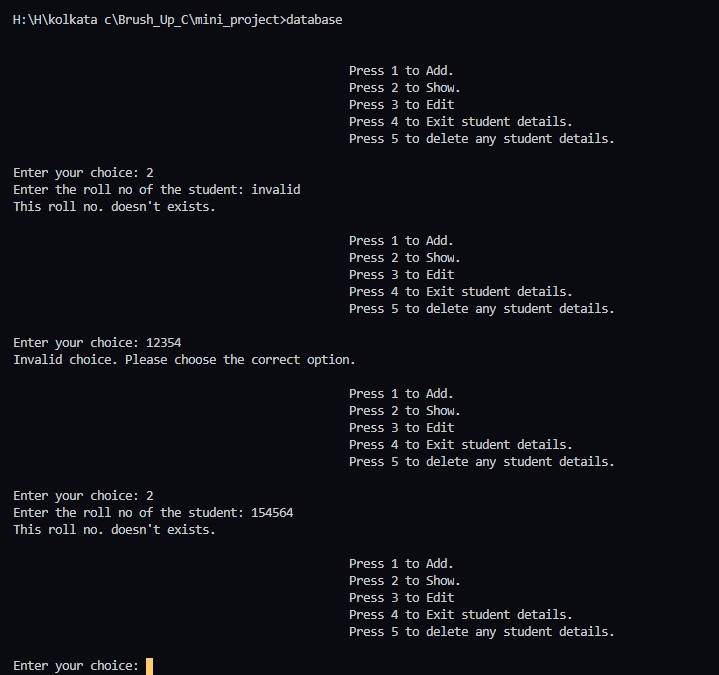 H:\H\kolkata c\Brush_Up_C\mini_project>database
Press 1 to Add.
Press 2 to Show.
Press 3 to Edit
Press 4 to Exit student details.
Press 5 to delete any student details.
Enter your choice: 2
Enter the roll no of the student: invalid
This roll no. doesn't exists.
Press 1 to Add.
Press 2 to Show.
Press 3 to Edit
Press 4 to Exit student details.
Press 5 to delete any student details.
Enter your choice: 12354
Invalid choice. Please choose the correct option.
Press 1 to Add.
Press 2 to Show.
Press 3 to Edit
Press 4 to Exit student details.
Press 5 to delete any student details.
Enter your choice: 2
Enter the roll no of the student: 154564
This roll no. doesn't exists.
Press 1 to Add.
Press 2 to Show.
Press 3 to Edit
Press 4 to Exit student details.
Press 5 to delete any student details.
Enter your choice: